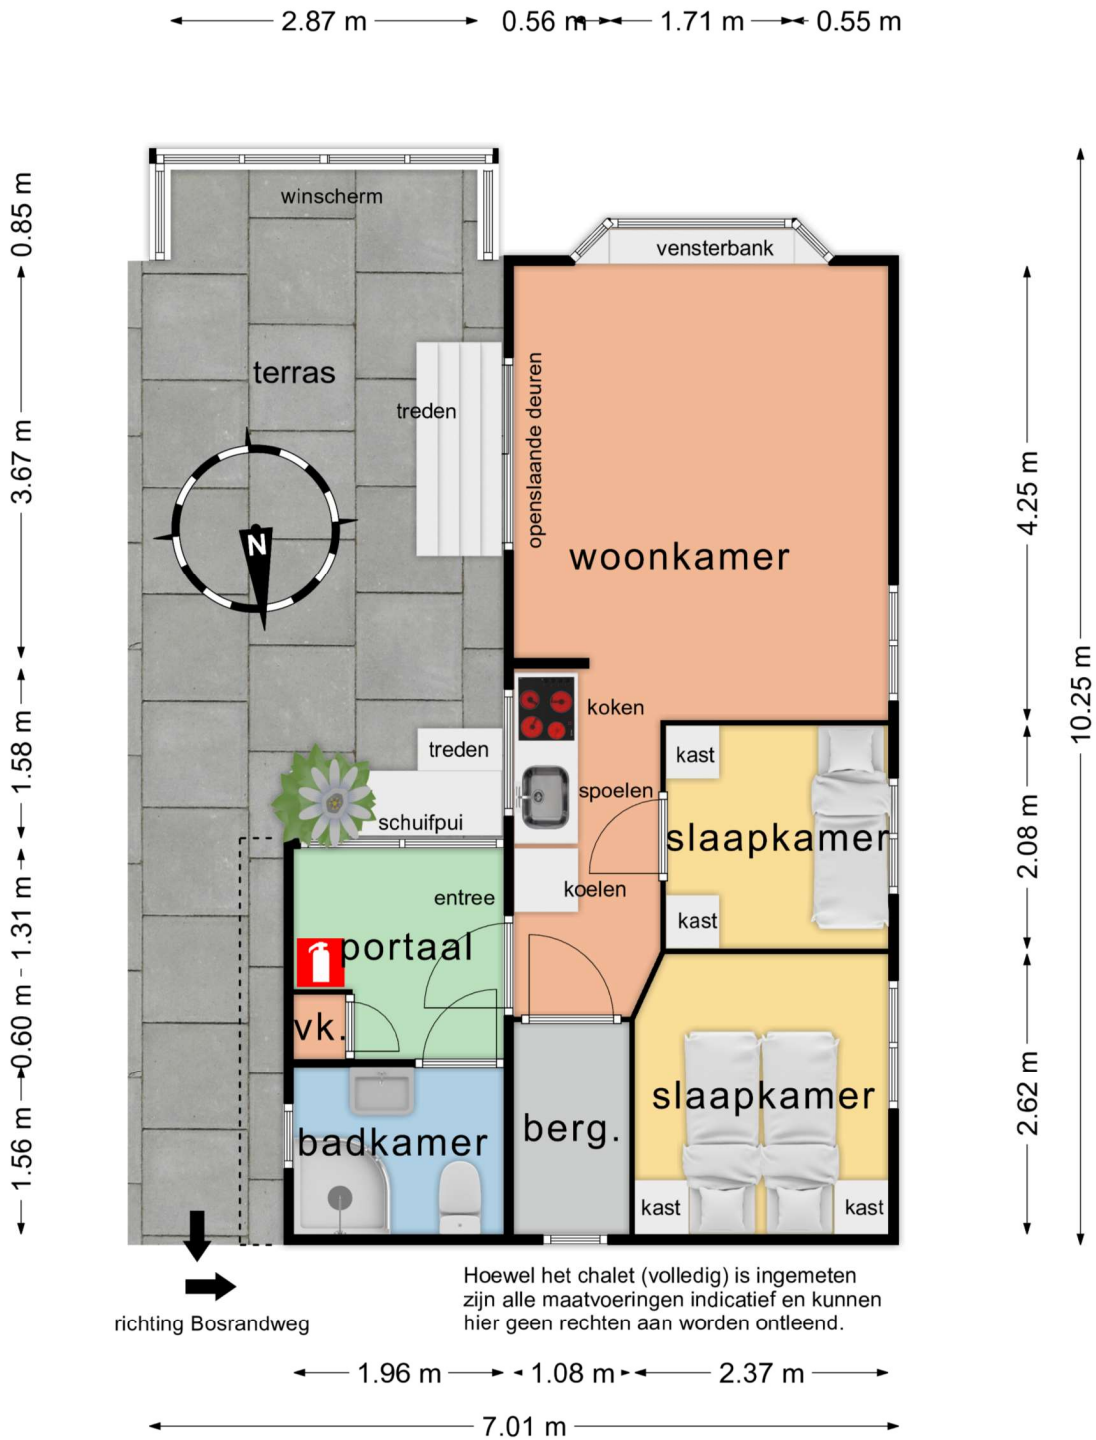 2.87 m
0.56 m
1.71 m
0.55 m
winscherm
0.85 m
vensterbank
terras
treden
openslaande deuren
3.67 m
4.25 m
N
woonkamer
10.25 m
koken
1.58 m
treden
kast
spoelen
schuifpui
slaapkamer
2.08 m
koelen
entree
1.31 m
kast
portaal
vk.
0.60 m
slaapkamer
2.62 m
berg.
badkamer
1.56 m
kast
kast
Hoewel het chalet (volledig) is ingemeten
zijn alle maatvoeringen indicatief en kunnen
hier geen rechten aan worden ontleend.
richting Bosrandweg
1.96 m
1.08 m
2.37 m
7.01 m